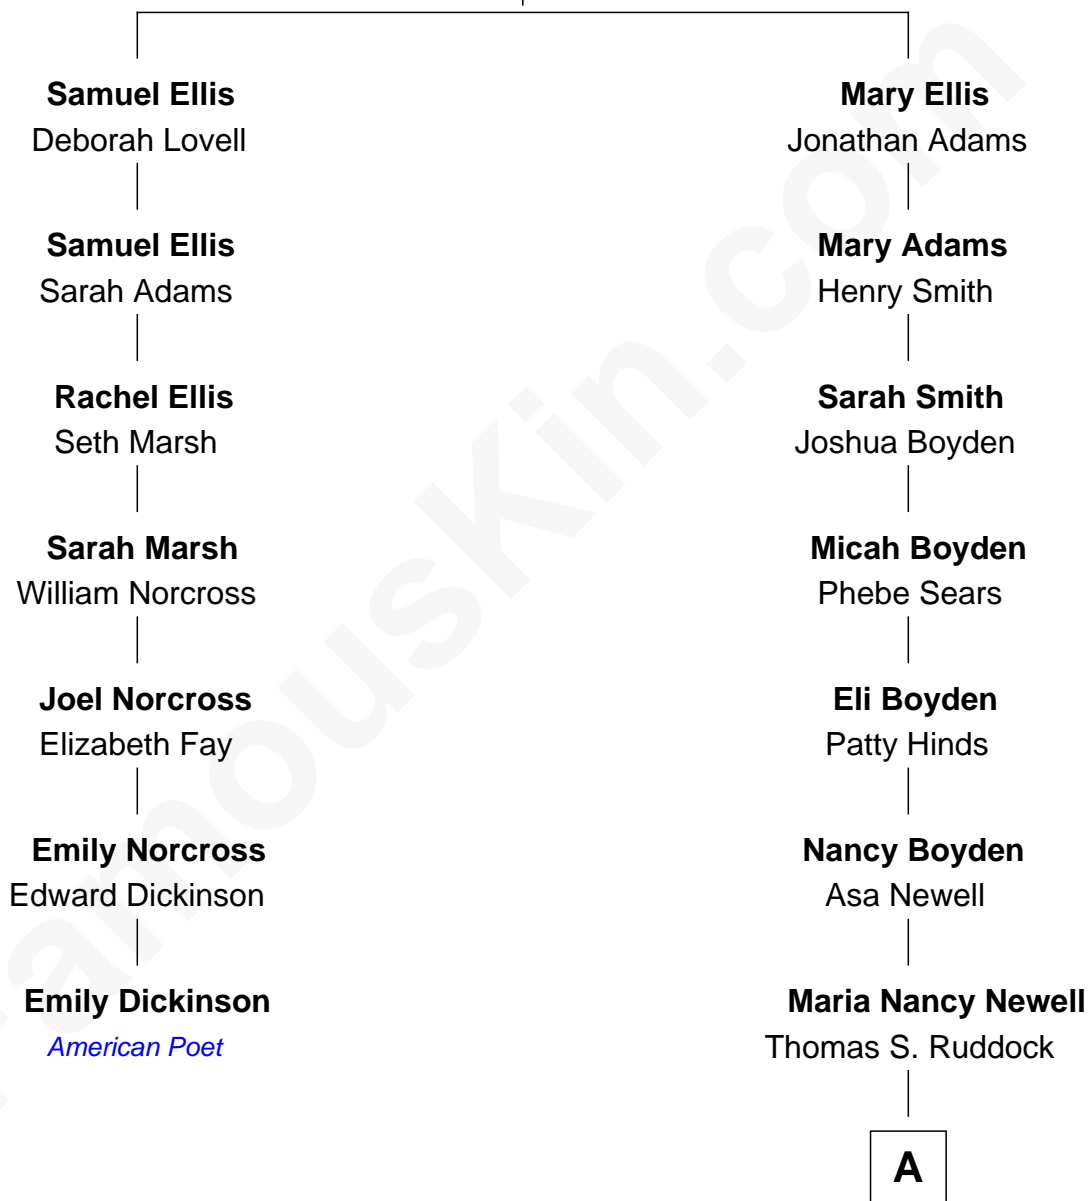 Samuel Ellis
Deborah Lovell
Samuel Ellis
Sarah Adams
Rachel Ellis
Seth Marsh
Sarah Marsh
William Norcross
Joel Norcross
Elizabeth Fay
Emily Norcross
Edward Dickinson
Emily Dickinson
American Poet
Mary Ellis
Jonathan Adams
Mary Adams
Henry Smith
Sarah Smith
Joshua Boyden
Micah Boyden
Phebe Sears
Eli Boyden
Patty Hinds
Nancy Boyden
Asa Newell
Maria Nancy Newell
Thomas S. Ruddock
A
FamousKin.com